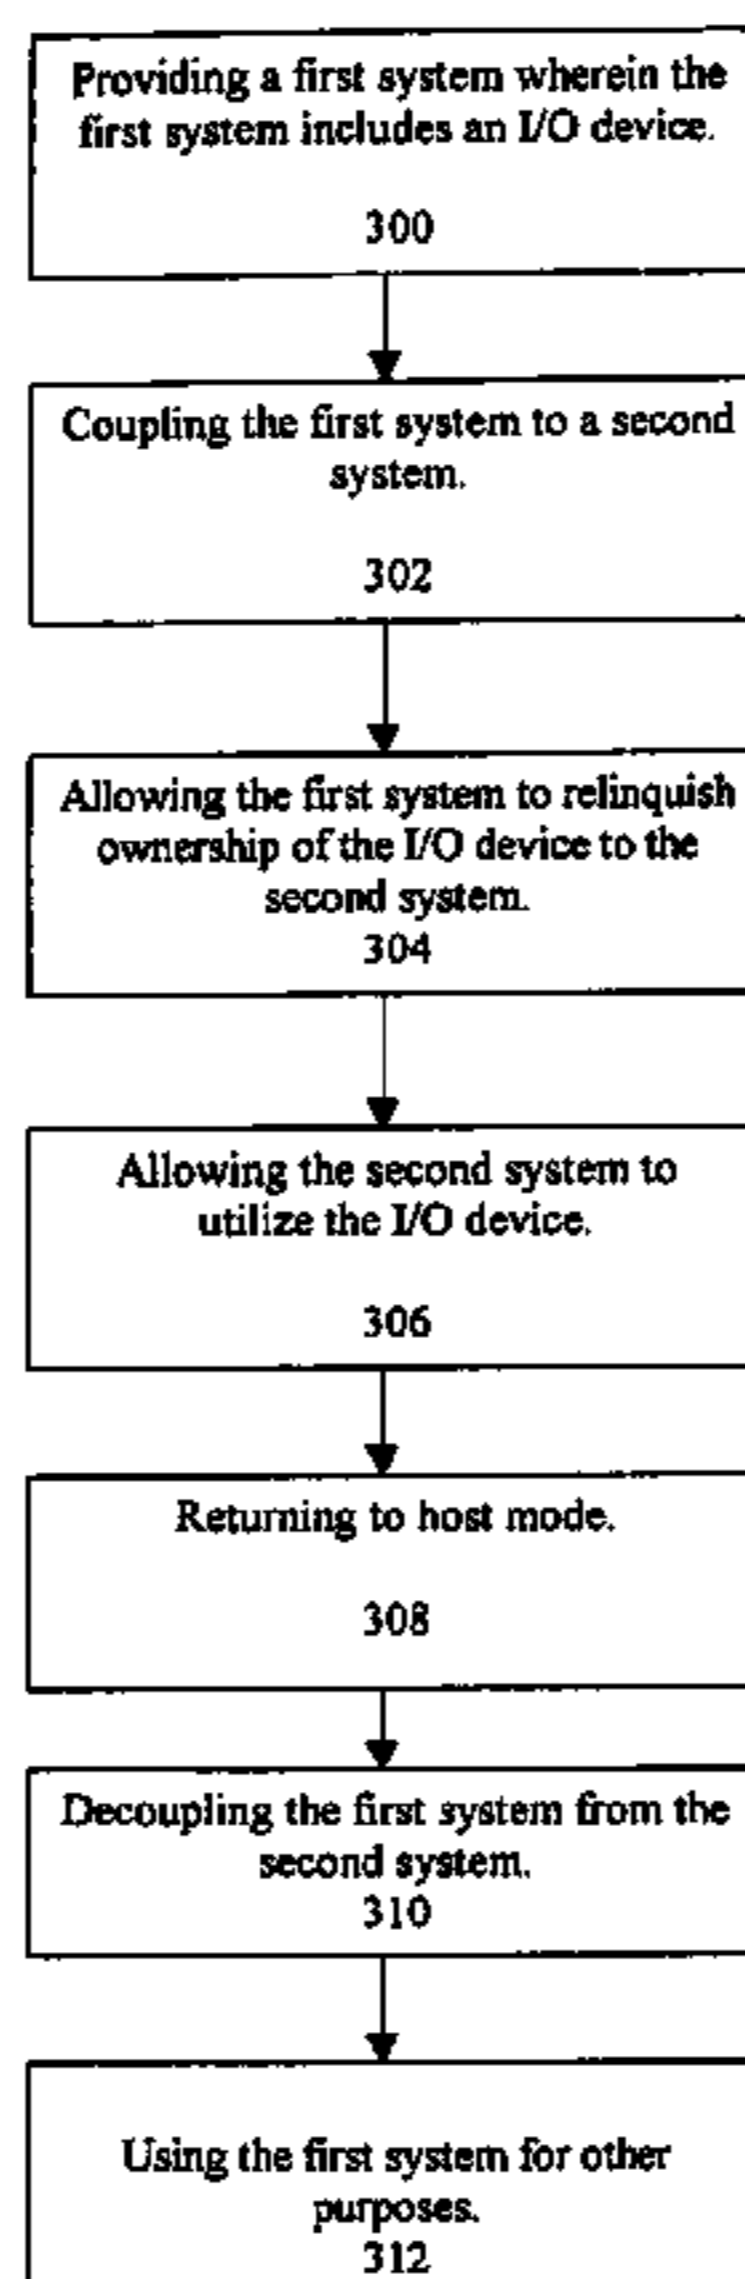 Providing a first system wherein the
first system includes an I/O device.
300
Coupling the first system to a second
system.
302
Allowing the first system to relinquish
ownership of the I/O device to the
second system.
304
Allowing the second system to
utilize the I/O device.
306
Returning to host mode.
308
Decoupling the first system from the
second system.
310
Using the first system for other
purposes.
312